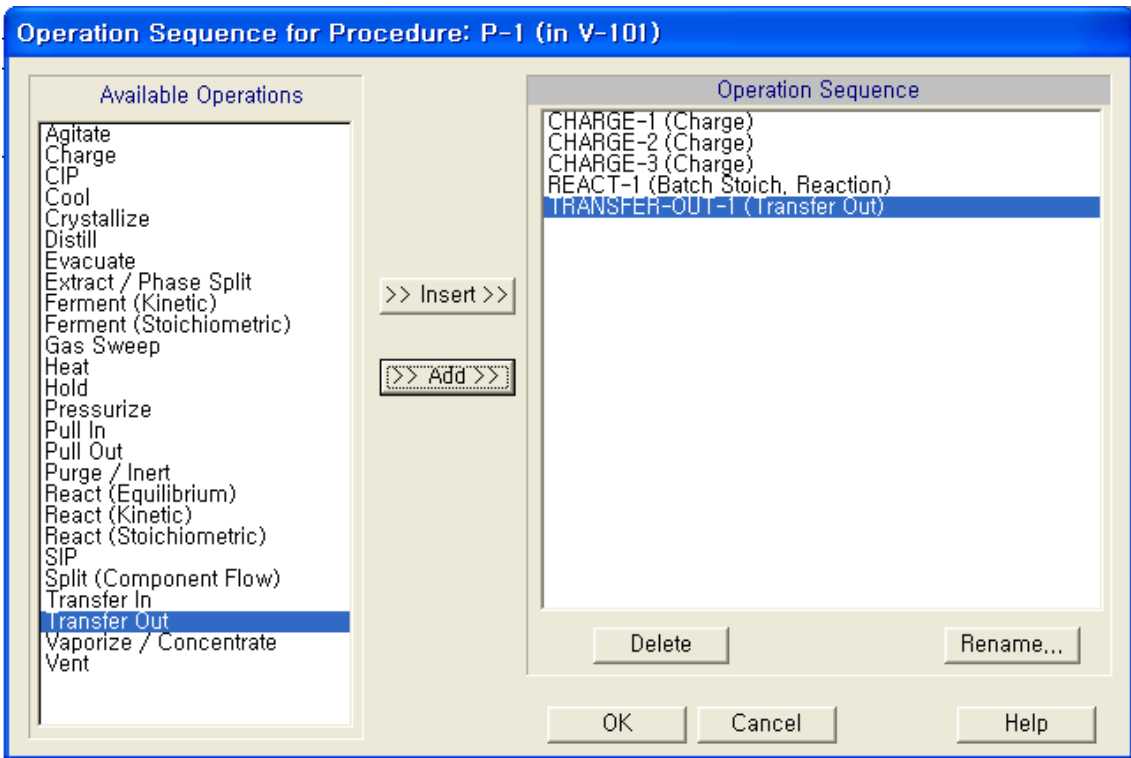 Operation Sequence for Procedure: P-1 (in V-101)
Available Operations
Agitate
Charge
CIP
Cool
Crystallize
Distill
Evacuate
Extract / Phase Split
Ferment (Kinetic)
Ferment (Stoichiometric)
Gas Sweep
Heat
Hold
Pressurize
Pull In
Pull Out
Purge / Inert
React (Equilibrium)
React (Kinetic)
React (Stoichiometric)
SIP
Split (Component Flow)
Transfer In
Transfer Out
Vaporize / Concentrate
Vent
>> Insert >>
>> Add >>
Operation Sequence
CHARGE-1 (Charge)
CHARGE-2 (Charge)
CHARGE-3 (Charge)
REACT-1 (Batch Stoich. Reaction)
TRANSFER-OUT-1 (Transfer Out)
Delete
Rename...
OK
Cancel
Help